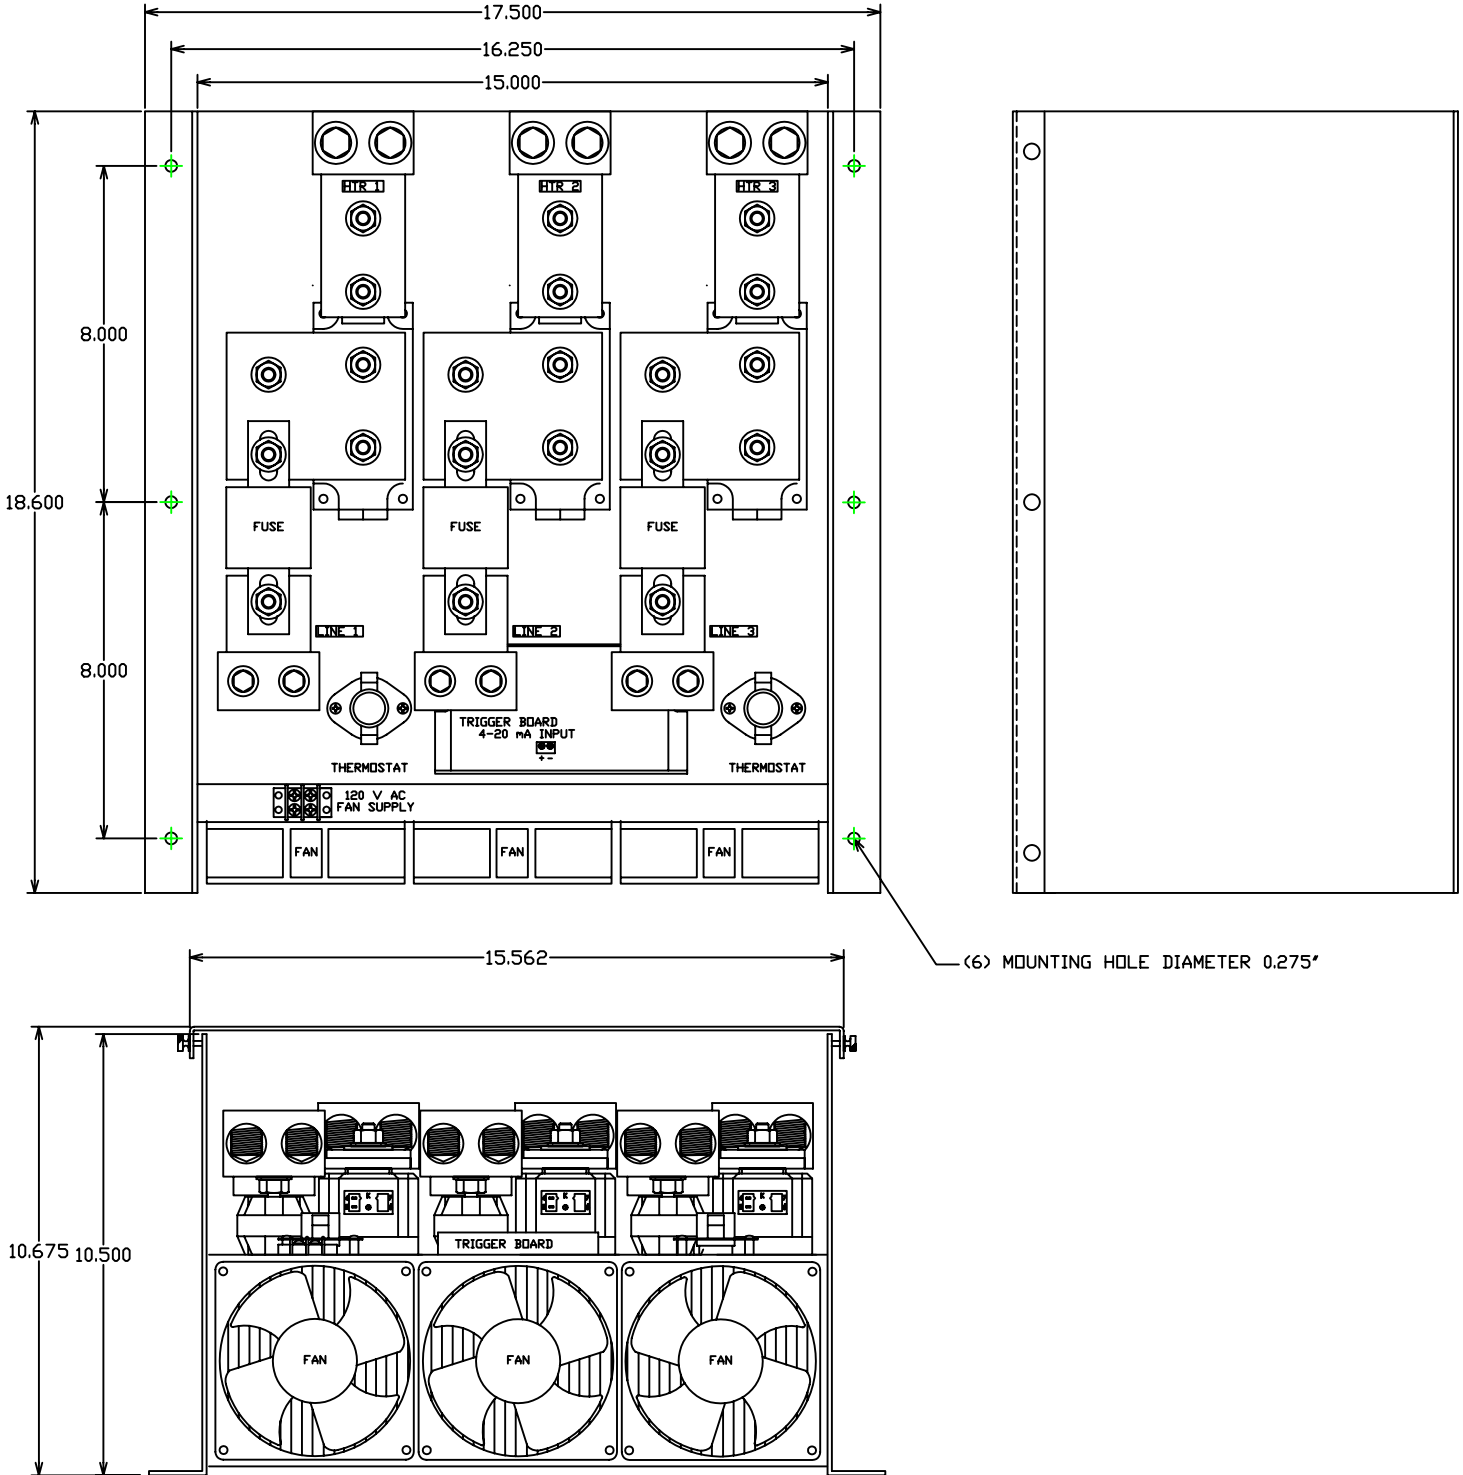 17.500
16.250
15.000
HTR 1
HTR 2
HTR 3
8.000
18.600
FUSE
FUSE
FUSE
LINE 1
LINE 2
LINE 3
8.000
TRIGGER BOARD
4-20 mA INPUT
+ -
THERMOSTAT
THERMOSTAT
120 V AC
FAN SUPPLY
FAN
FAN
FAN
(6) MOUNTING HOLE DIAMETER 0.275"
15.562
K
K
K
10.675
10.500
TRIGGER BOARD
FAN
FAN
FAN